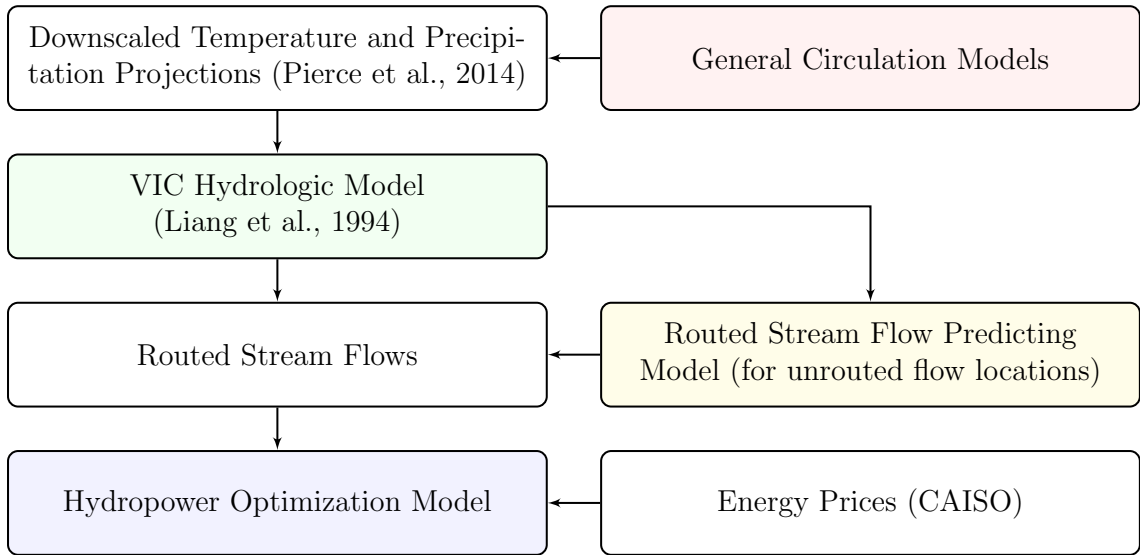 Downscaled Temperature and Precipi-
tation Projections (Pierce et al., 2014)
General Circulation Models
VIC Hydrologic Model
(Liang et al., 1994)
Routed Stream Flows
Routed Stream Flow Predicting
Model (for unrouted flow locations)
Hydropower Optimization Model
Energy Prices (CAISO)